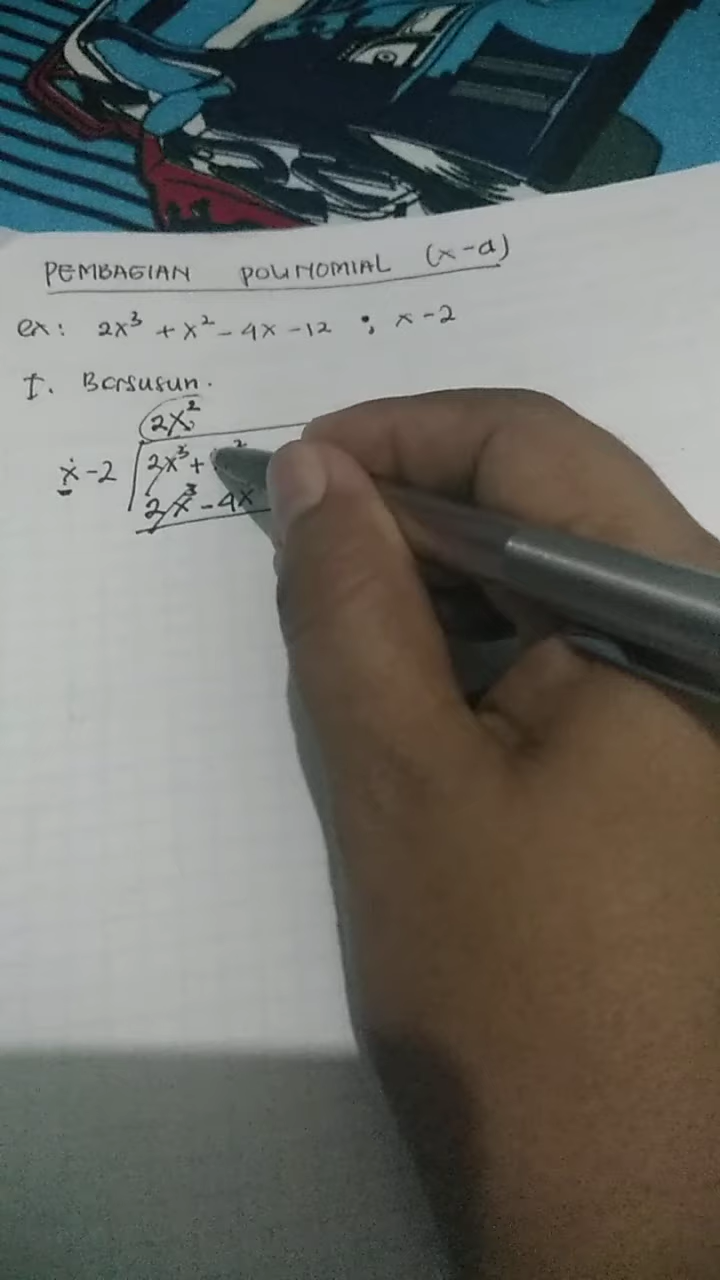 PEMBAGIAN POLINOMIAL (x-a)
ex: 2x³ + x² - 4x - 12 : x - 2
I. Bersusun.
2x²
x - 2 2x³ +
2x³ - 4x